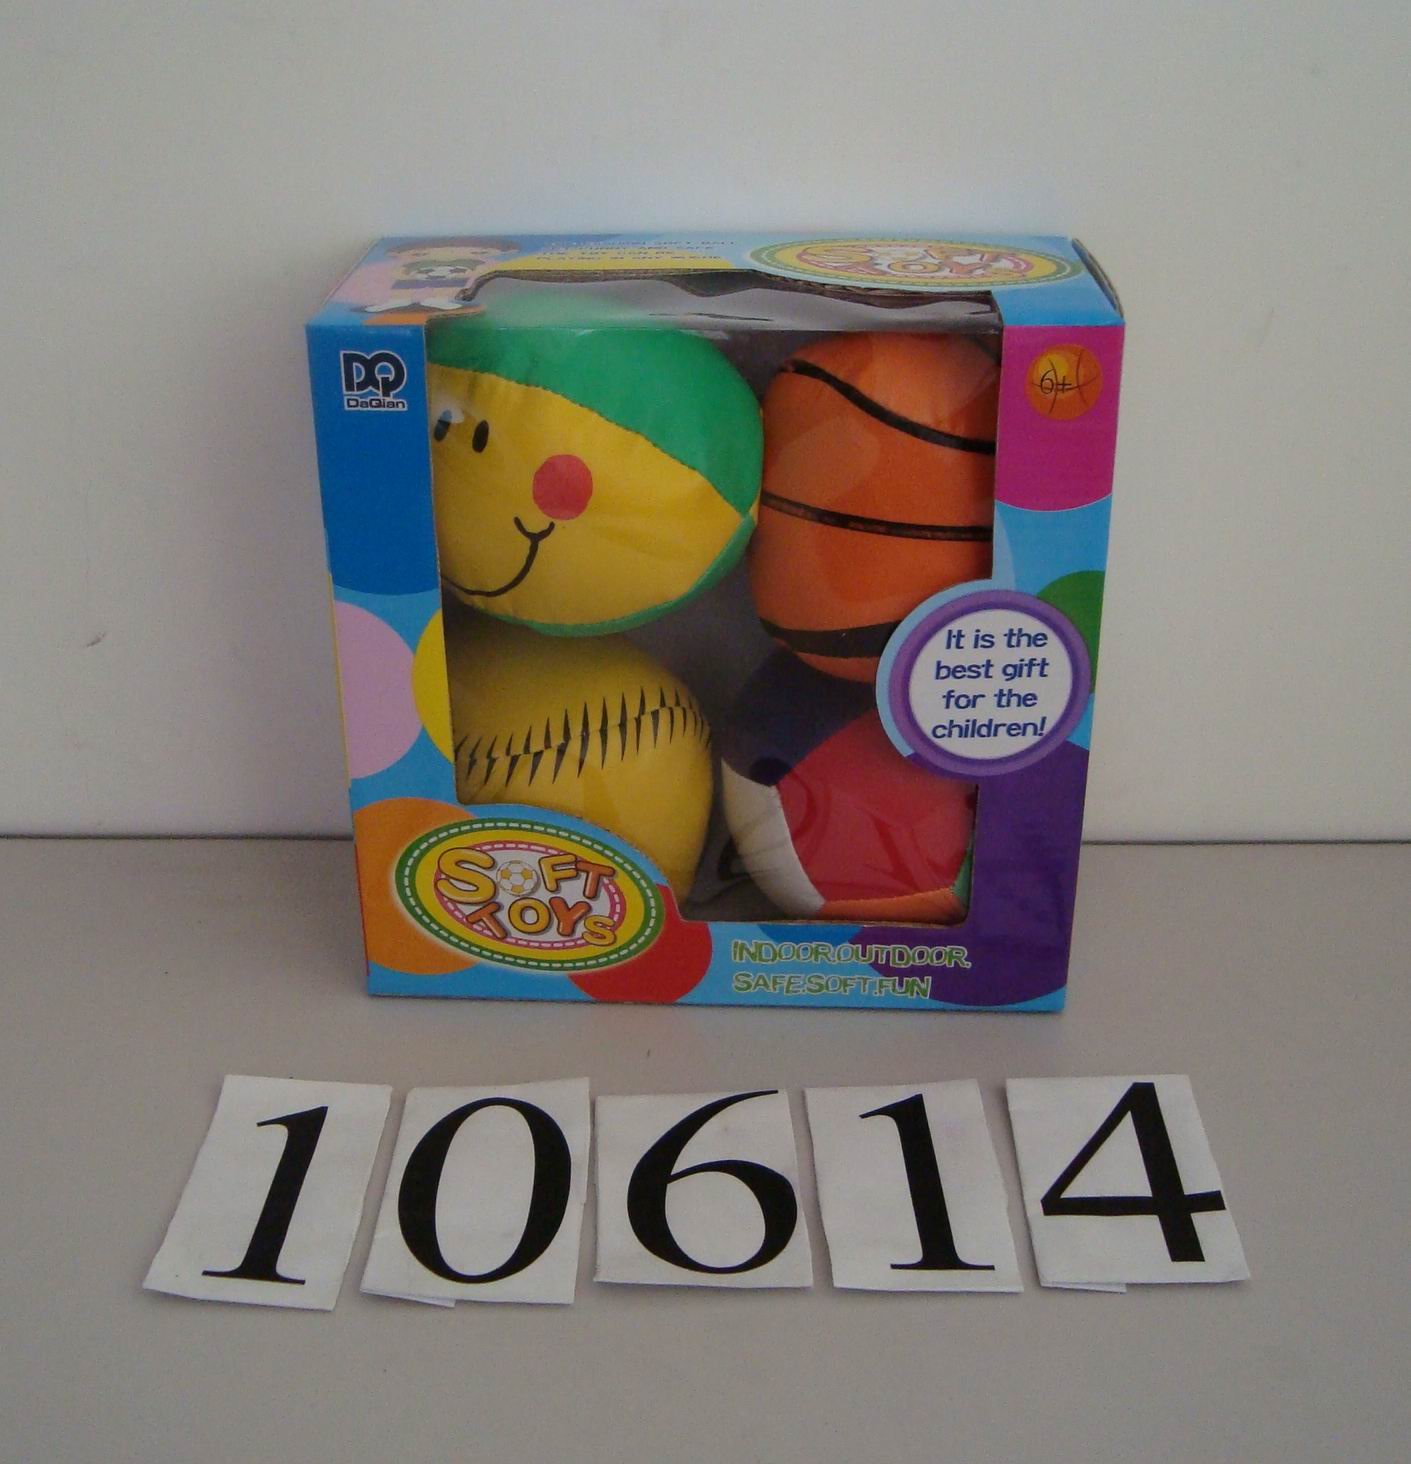 SOFT
TOYS
DQ
DaQian
6+
It is the
best gift
for the
children!
SOFT
TOYS
INDOOR.OUTDOOR.
SAFE.SOFT.FUN
10614